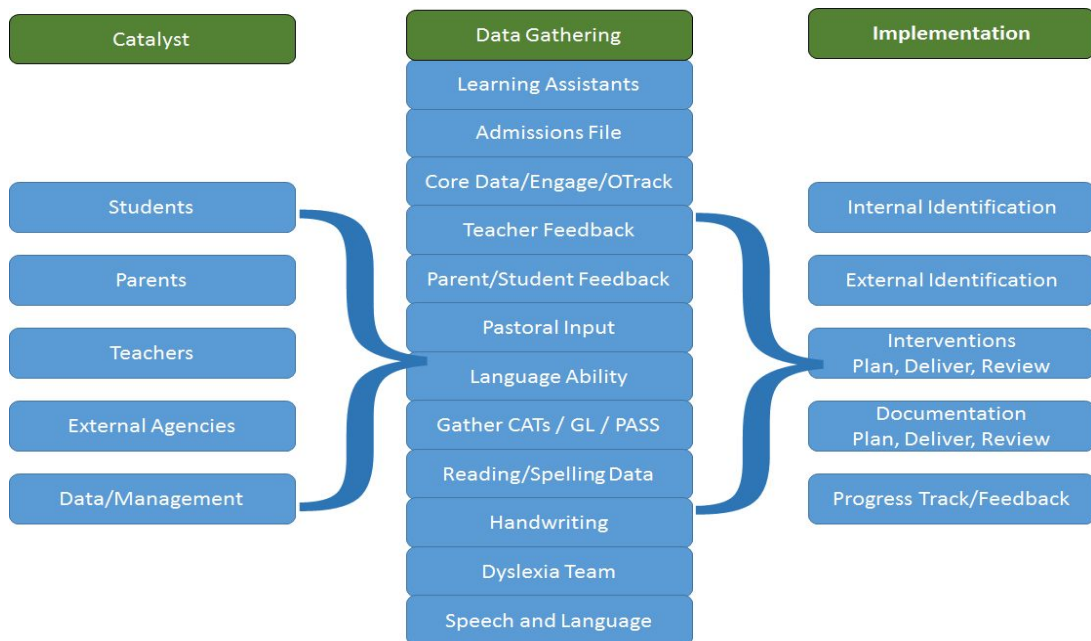 Catalyst
Students
Parents
Teachers
External Agencies
Data/Management
Data Gathering
Learning Assistants
Admissions File
Core Data/Engage/OTrack
Teacher Feedback
Parent/Student Feedback
Pastoral Input
Language Ability
Gather CATs / GL / PASS
Reading/Spelling Data
Handwriting
Dyslexia Team
Speech and Language
Implementation
Internal Identification
External Identification
Interventions
Plan, Deliver, Review
Documentation
Plan, Deliver, Review
Progress Track/Feedback